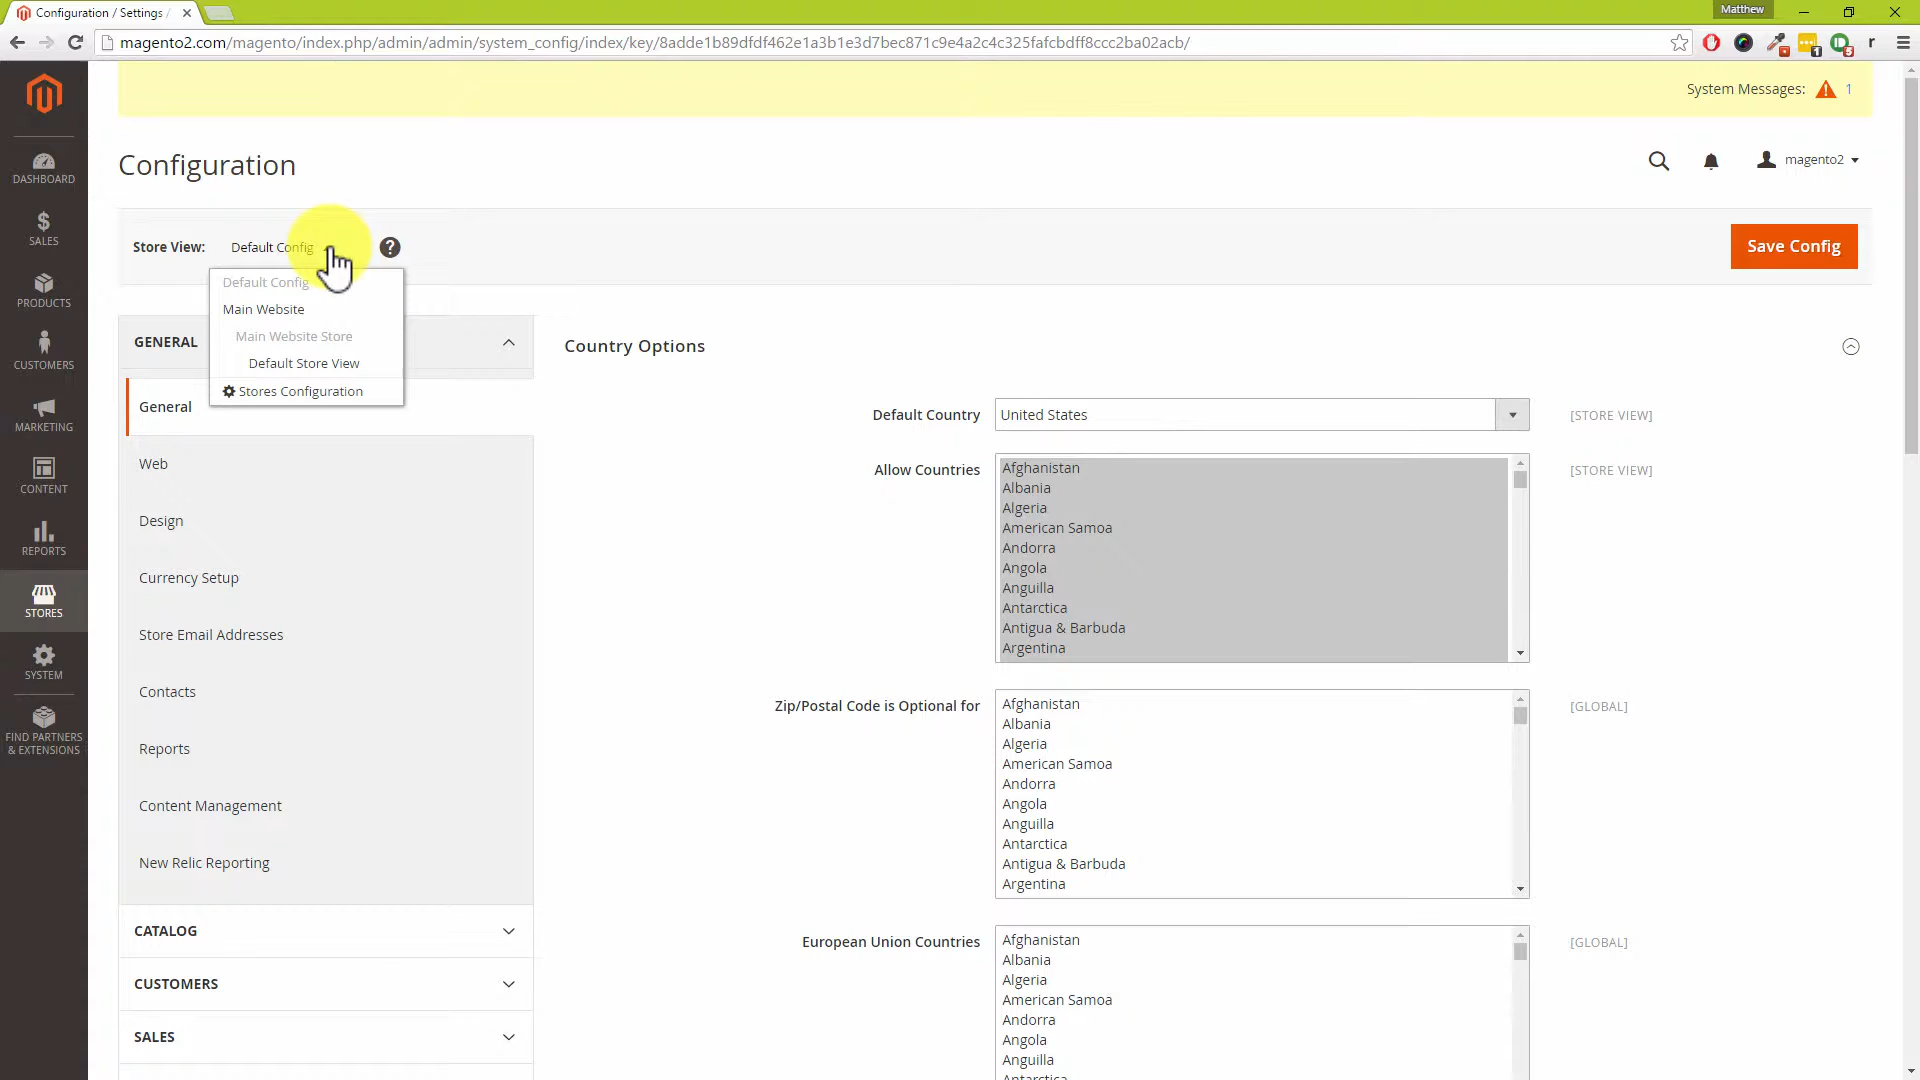 Configuration / Settings /
Matthew
magento2.com/magento/index.php/admin/admin/system_config/index/key/8adde1b89dfdf462e1a3b1e3d7bec871c9e4a2c4c325fafcbdff8ccc2ba02acb/
1
5
r
System Messages: 1
Configuration
magento2
Store View: Default Config ?
Save Config
Default Config
Main Website
Main Website Store
Default Store View
Stores Configuration
DASHBOARD
SALES
PRODUCTS
CUSTOMERS
MARKETING
CONTENT
REPORTS
STORES
SYSTEM
FIND PARTNERS
& EXTENSIONS
GENERAL
General
Web
Design
Currency Setup
Store Email Addresses
Contacts
Reports
Content Management
New Relic Reporting
CATALOG
CUSTOMERS
SALES
Country Options
Default Country United States [STORE VIEW]
Allow Countries [STORE VIEW]
Afghanistan
Albania
Algeria
American Samoa
Andorra
Angola
Anguilla
Antarctica
Antigua & Barbuda
Argentina
Zip/Postal Code is Optional for [GLOBAL]
Afghanistan
Albania
Algeria
American Samoa
Andorra
Angola
Anguilla
Antarctica
Antigua & Barbuda
Argentina
European Union Countries [GLOBAL]
Afghanistan
Albania
Algeria
American Samoa
Andorra
Angola
Anguilla
Antarctica